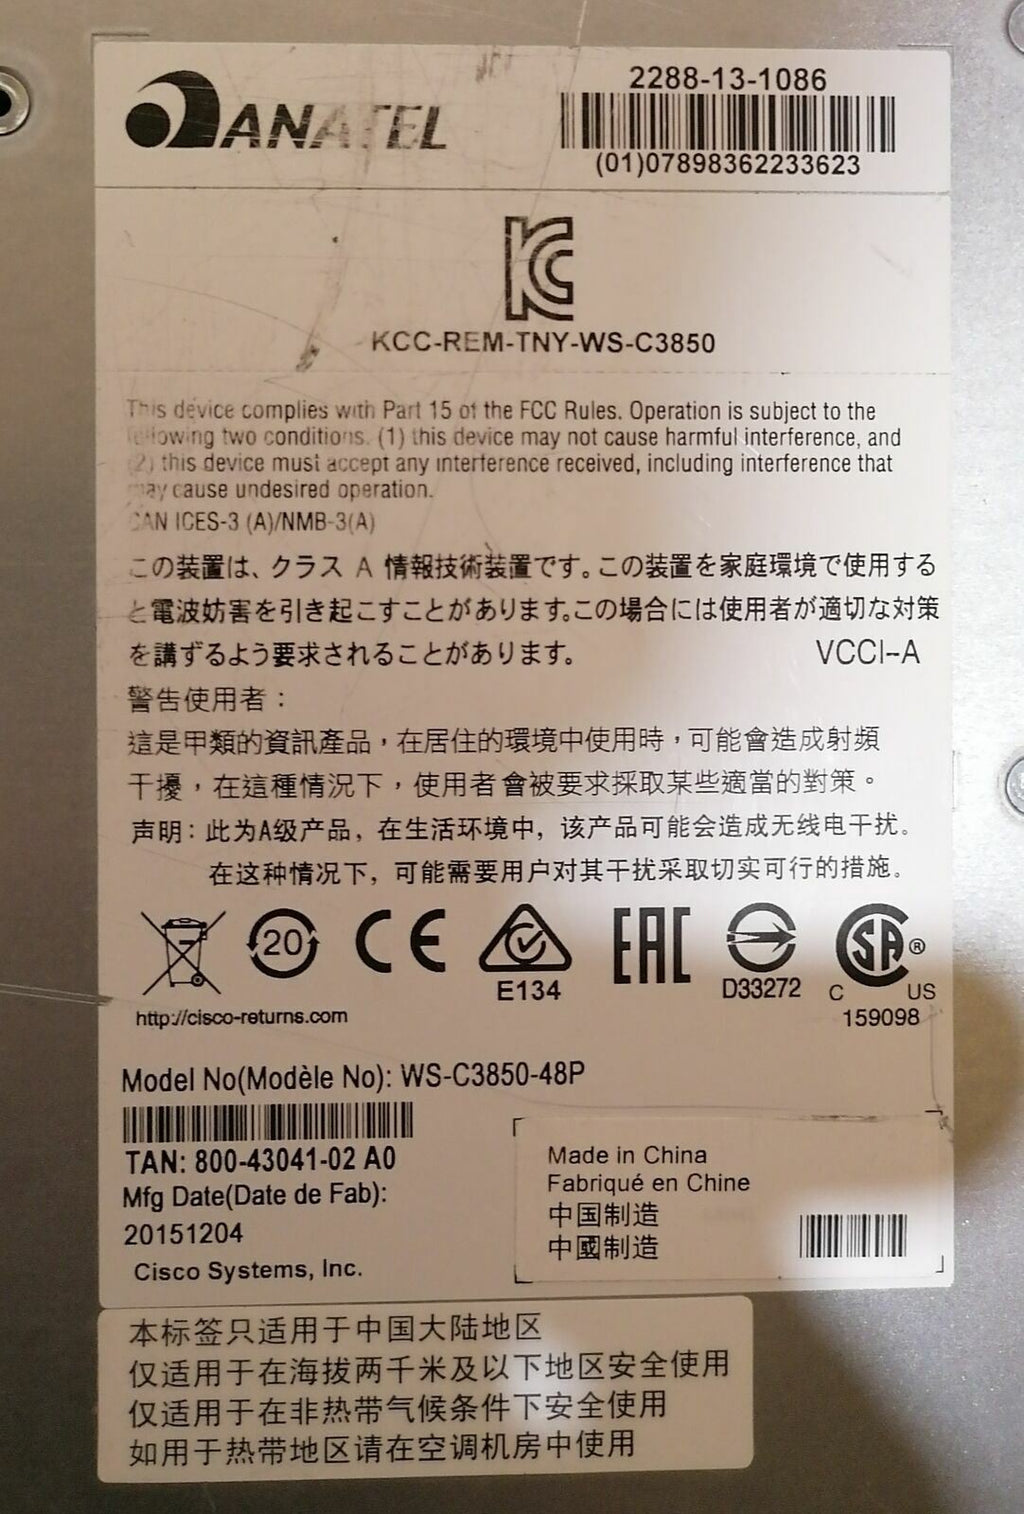 ANATEL
2288-13-1086
(01)07898362233623
KCC-REM-TNY-WS-C3850
This device complies with Part 15 of the FCC Rules. Operation is subject to the
following two conditions. (1) this device may not cause harmful interference, and
(2) this device must accept any interference received, including interference that
may cause undesired operation.
CAN ICES-3 (A)/NMB-3(A)
この装置は、クラス A 情報技術装置です。この装置を家庭環境で使用する
と電波妨害を引き起こすことがあります。この場合には使用者が適切な対策
を講ずるよう要求されることがあります。 VCCI-A
警告使用者：
這是甲類的資訊產品，在居住的環境中使用時，可能會造成射頻
干擾，在這種情況下，使用者會被要求採取某些適當的對策。
声明：此为A级产品，在生活环境中，该产品可能会造成无线电干扰。
在这种情况下，可能需要用户对其干扰采取切实可行的措施。
20 CE E134 EAC D33272 SA® C US 159098
http://cisco-returns.com
Model No(Modèle No): WS-C3850-48P
TAN: 800-43041-02 A0
Mfg Date(Date de Fab):
20151204
Cisco Systems, Inc.
Made in China
Fabriqué en Chine
中国制造
中國制造
本标签只适用于中国大陆地区
仅适用于在海拔两千米及以下地区安全使用
仅适用于在非热带气候条件下安全使用
如用于热带地区请在空调机房中使用